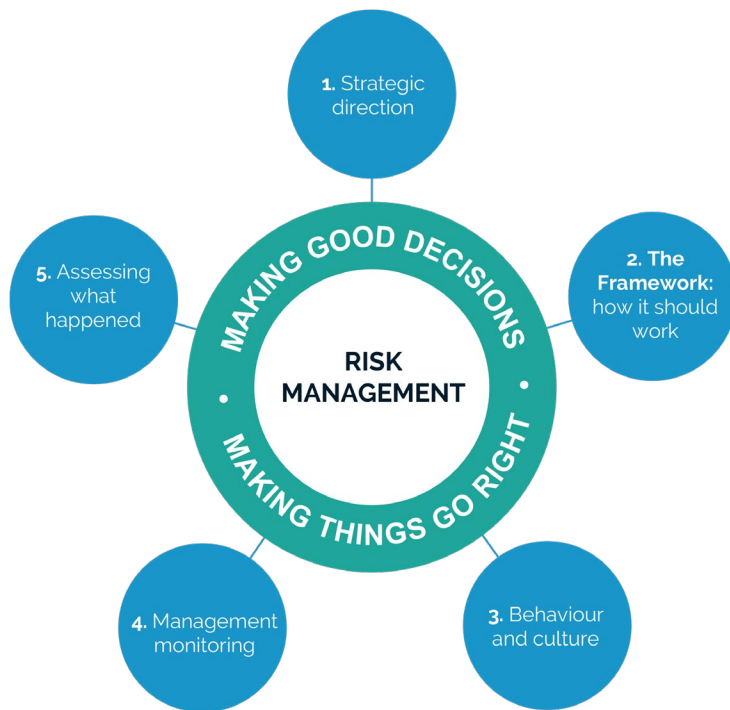 1. Strategic
direction
5. Assessing
what
happened
MAKING GOOD DECISIONS
2. The
Framework:
how it should
work
RISK
MANAGEMENT
• MAKING THINGS GO RIGHT •
4. Management
monitoring
3. Behaviour
and culture